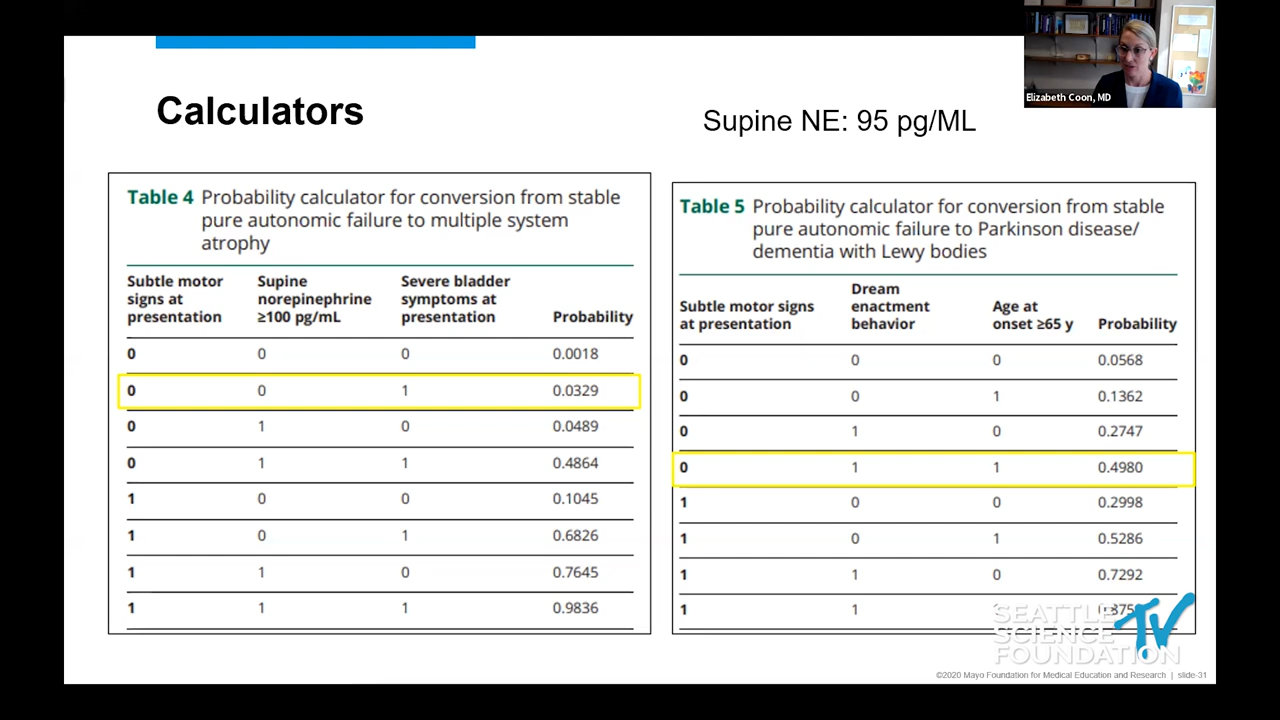 Elizabeth Coon, MD
Calculators
Supine NE: 95 pg/ML
Table 4 Probability calculator for conversion from stable
pure autonomic failure to multiple system
atrophy
Subtle motor
signs at
presentation
Supine
norepinephrine
≥100 pg/mL
Severe bladder
symptoms at
presentation
Probability
0 0 0 0.0018
0 0 1 0.0329
0 1 0 0.0489
0 1 1 0.4864
1 0 0 0.1045
1 0 1 0.6826
1 1 0 0.7645
1 1 1 0.9836
Table 5 Probability calculator for conversion from stable
pure autonomic failure to Parkinson disease/
dementia with Lewy bodies
Subtle motor signs
at presentation
Dream
enactment
behavior
Age at
onset ≥65 y
Probability
0 0 0 0.0568
0 0 1 0.1362
0 1 0 0.2747
0 1 1 0.4980
1 0 0 0.2998
1 0 1 0.5286
1 1 0 0.7292
1 1
SEATTLE
SCIENCE
FOUNDATION
TV
©2020 Mayo Foundation for Medical Education and Research | slide-31